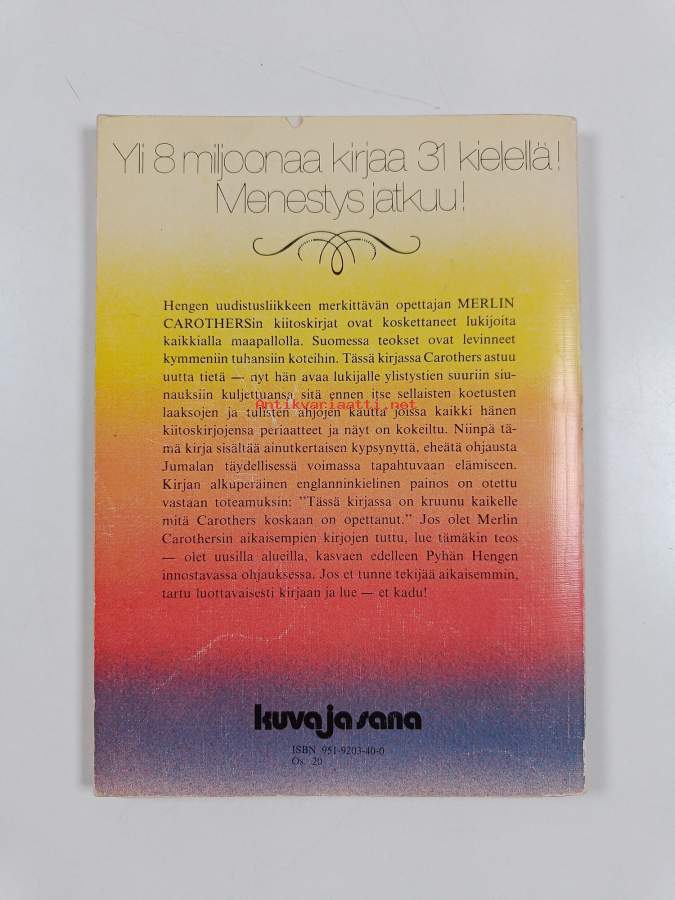 Yli 8 miljoonaa kirjaa 31 kielellä!
Menestys jatkuu!
Hengen uudistusliikkeen merkittävän opettajan MERLIN
CAROTHERSin kiitoskirjat ovat koskettaneet lukijoita
kaikkialla maapallolla. Suomessa teokset ovat levinneet
kymmeniin tuhansiin koteihin. Tässä kirjassa Carothers astuu
uutta tietä — nyt hän avaa lukijalle ylistystien suuriin siu-
nauksiin kuljettuansa sitä ennen itse sellaisten koetusten
Antikvariaatti.net
laaksojen ja tulisten ahjojen kautta joissa kaikki hänen
kiitoskirjojensa periaatteet ja näyt on kokeiltu. Niinpä tä-
mä kirja sisältää ainutkertaisen kypsynyttä, eheätä ohjausta
Jumalan täydellisessä voimassa tapahtuvaan elämiseen.
Kirjan alkuperäinen englanninkielinen painos on otettu
vastaan toteamuksin: ”Tässä kirjassa on kruunu kaikelle
mitä Carothers koskaan on opettanut.” Jos olet Merlin
Carothersin aikaisempien kirjojen tuttu, lue tämäkin teos
— olet uusilla alueilla, kasvaen edelleen Pyhän Hengen
innostavassa ohjauksessa. Jos et tunne tekijää aikaisemmin,
tartu luottavaisesti kirjaan ja lue — et kadu!
kuva ja sana
ISBN 951-9203-40-0
Os. 20